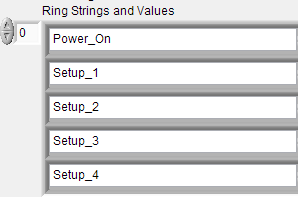 Ring Strings and Values
0
Power_On
Setup_1
Setup_2
Setup_3
Setup_4